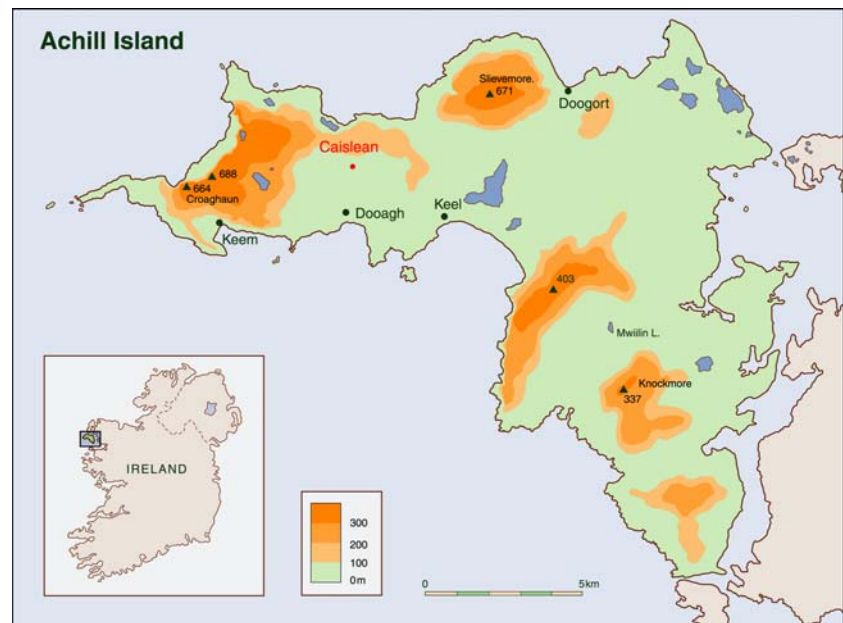 Achill Island
Slievemore.
671
Doogort
Caislean
688
664
Croaghaun
Keem
Dooagh
Keel
403
Mwiilin L.
Knockmore
337
IRELAND
300
200
100
0 m
0
5km